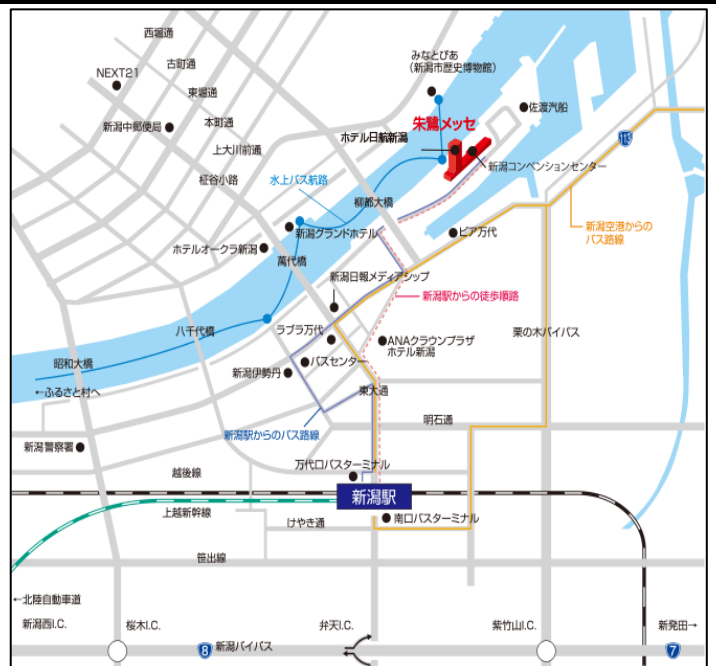 西堀通
古町通
NEXT21
東堀通
新潟中郵便局
本町通
上大川前通
柾谷小路
みなとぴあ
(新潟市歴史博物館)
佐渡汽船
朱鷺メッセ
ホテル日航新潟
新潟コンベンションセンター
113
水上バス航路
柳都大橋
新潟グランドホテル
ピア万代
新潟空港からの
バス路線
ホテルオークラ新潟
萬代橋
新潟日報メディアシップ
新潟駅からの徒歩順路
八千代橋
ラブラ万代
ANAクラウンプラザ
ホテル新潟
栗の木バイパス
昭和大橋
バスセンター
新潟伊勢丹
←ふるさと村へ
東大通
明石通
新潟駅からのバス路線
新潟警察署
万代口バスターミナル
越後線
新潟駅
上越新幹線
けやき通
南口バスターミナル
笹出線
←北陸自動車道
新潟西I.C.
桜木I.C.
弁天I.C.
紫竹山I.C.
新発田→
8
新潟バイパス
7